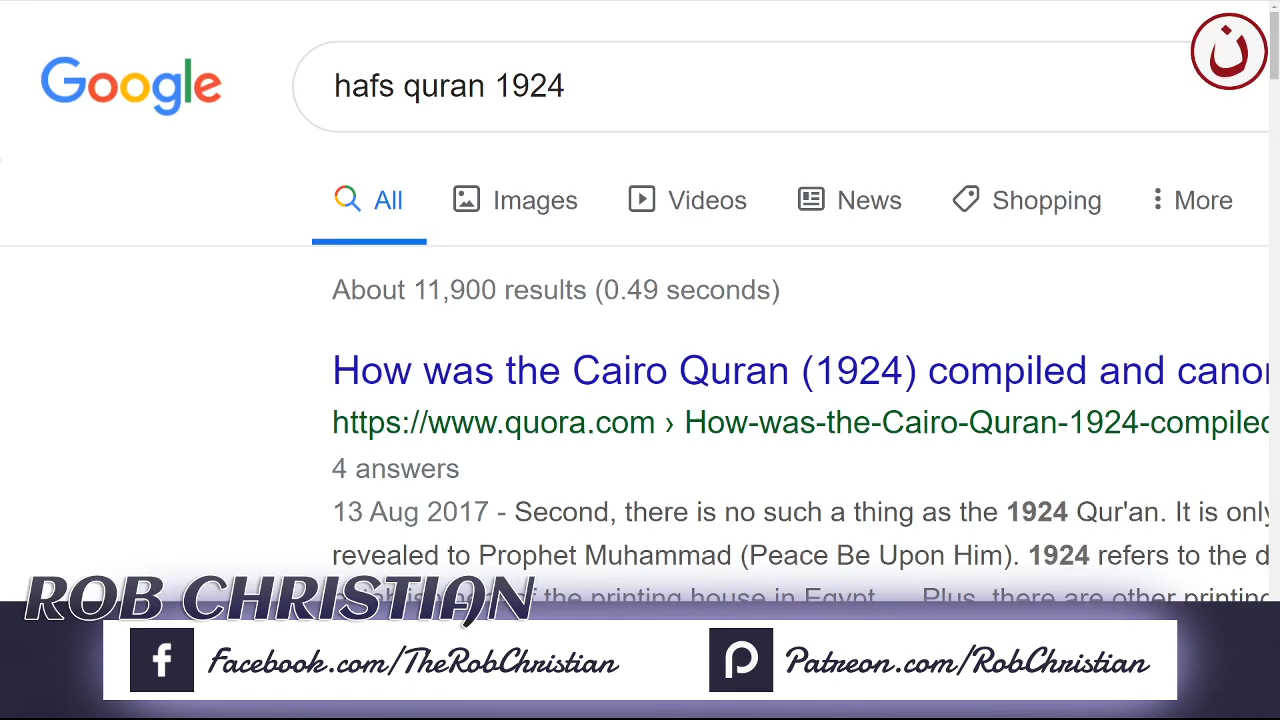 ن
Google
hafs quran 1924
All Images Videos News Shopping More
About 11,900 results (0.49 seconds)
How was the Cairo Quran (1924) compiled and canon
https://www.quora.com › How-was-the-Cairo-Quran-1924-compiled
4 answers
13 Aug 2017 - Second, there is no such a thing as the 1924 Qur'an. It is only
revealed to Prophet Muhammad (Peace Be Upon Him). 1924 refers to the d
of the printing house in Egypt ... Plus, there are other printing
ROB CHRISTIAN
Facebook.com/TheRobChristian
Patreon.com/RobChristian